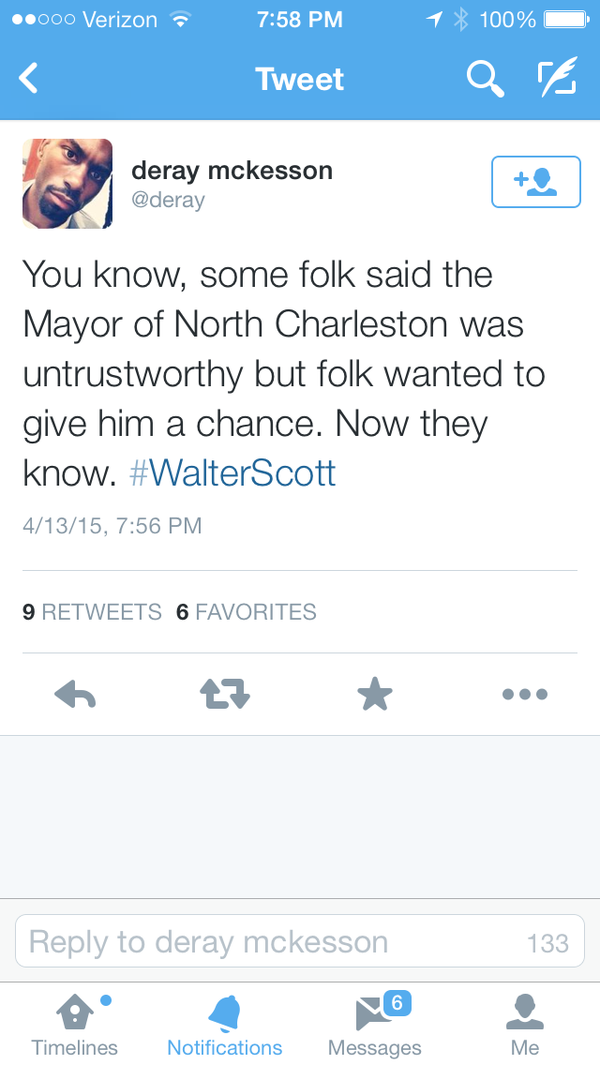 Verizon 7:58 PM 100%
Tweet
deray mckesson
@deray
You know, some folk said the
Mayor of North Charleston was
untrustworthy but folk wanted to
give him a chance. Now they
know. #WalterScott
4/13/15, 7:56 PM
9 RETWEETS 6 FAVORITES
Reply to deray mckesson 133
6
Timelines Notifications Messages Me